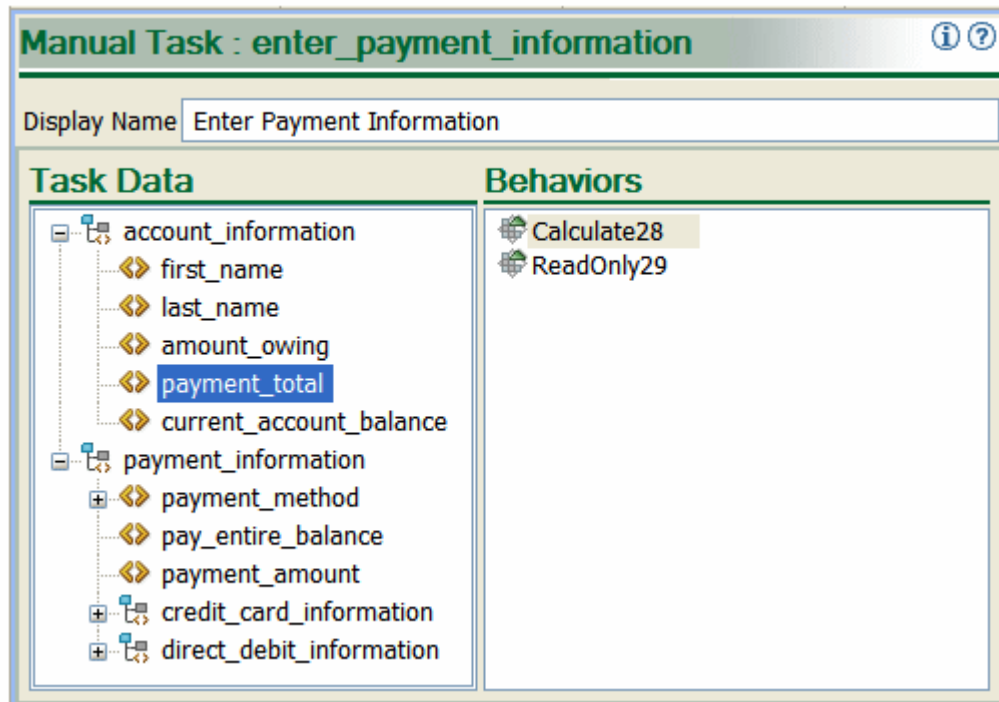 Manual Task : enter_payment_information
Display Name Enter Payment Information
Task Data
account_information
first_name
last_name
amount_owing
payment_total
current_account_balance
payment_information
payment_method
pay_entire_balance
payment_amount
credit_card_information
direct_debit_information
Behaviors
Calculate28
ReadOnly29